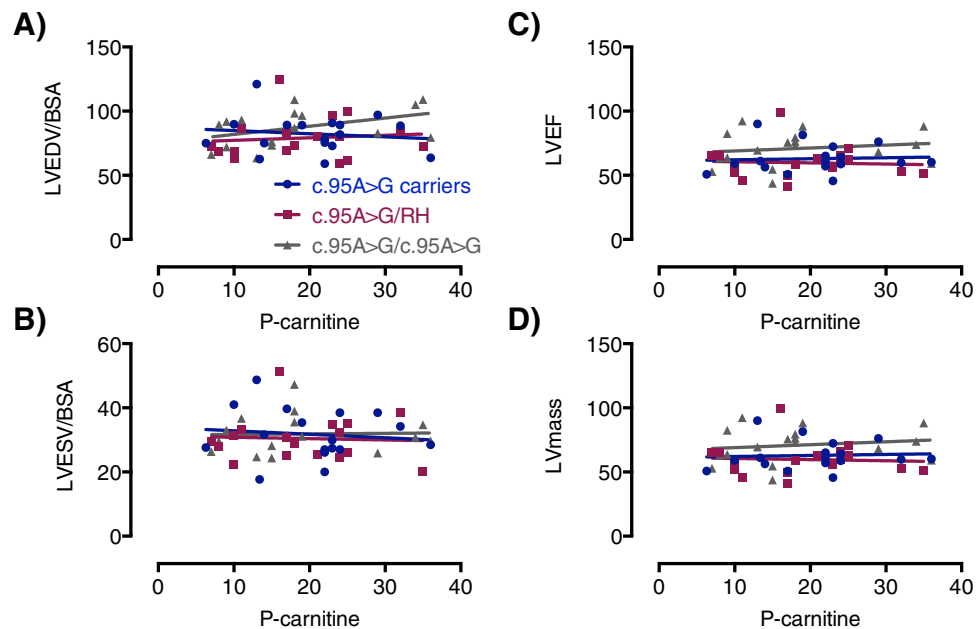 A)
LVEDV/BSA
150
100
50
0
c.95A>G carriers
c.95A>G/RH
c.95A>G/c.95A>G
0 10 20 30 40
P-carnitine
C)
LVEF
150
100
50
0
0 10 20 30 40
P-carnitine
B)
LVESV/BSA
60
40
20
0
0 10 20 30 40
P-carnitine
D)
LVmass
150
100
50
0
0 10 20 30 40
P-carnitine